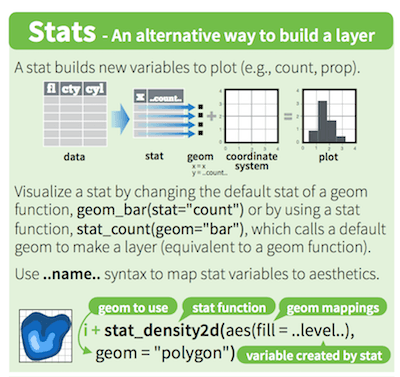 Stats - An alternative way to build a layer
A stat builds new variables to plot (e.g., count, prop).
fl cty cyl
x ..count..
data
stat
geom
x = x
y = ..count..
coordinate
system
plot
Visualize a stat by changing the default stat of a geom
function, geom_bar(stat="count") or by using a stat
function, stat_count(geom="bar"), which calls a default
geom to make a layer (equivalent to a geom function).
Use ..name.. syntax to map stat variables to aesthetics.
geom to use
stat function
geom mappings
i + stat_density2d(aes(fill = ..level..),
geom = "polygon")
variable created by stat